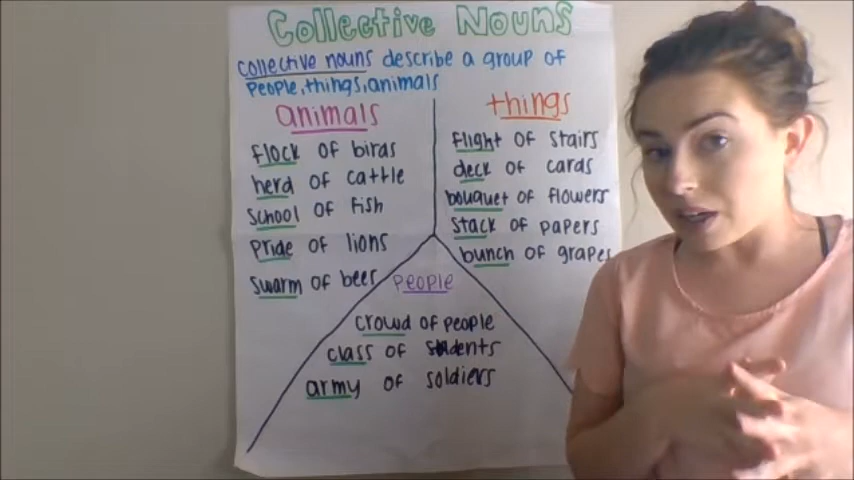 Collective Nouns
collective nouns describe a group of
people, things, animals
animals
flock of birds
herd of cattle
school of fish
pride of lions
swarm of bees
things
flight of stairs
deck of cards
bouquet of flowers
stack of papers
bunch of grapes
people
crowd of people
class of students
army of soldiers